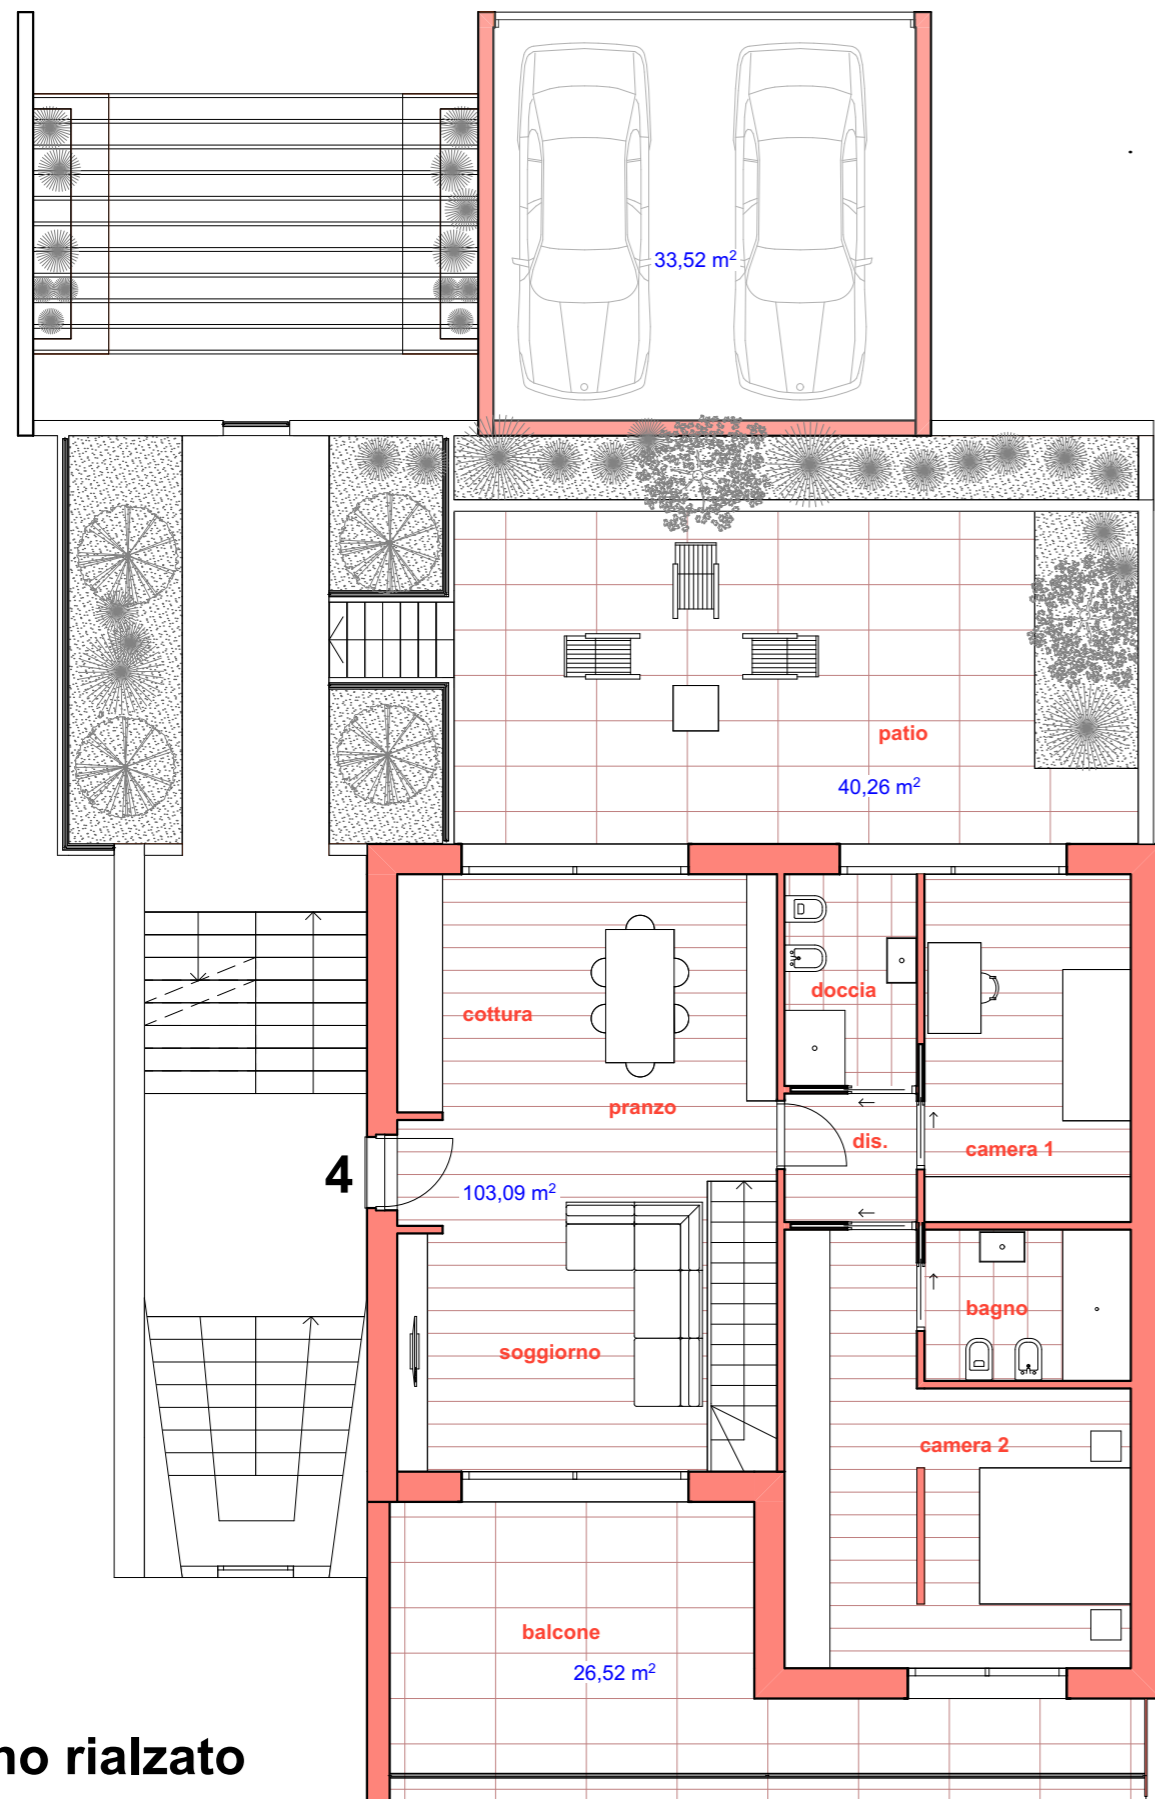 33,52 m²
patio
40,26 m²
doccia
cottura
pranzo
dis.
camera 1
4
103,09 m²
bagno
soggiorno
camera 2
balcone
26,52 m²
no rialzato